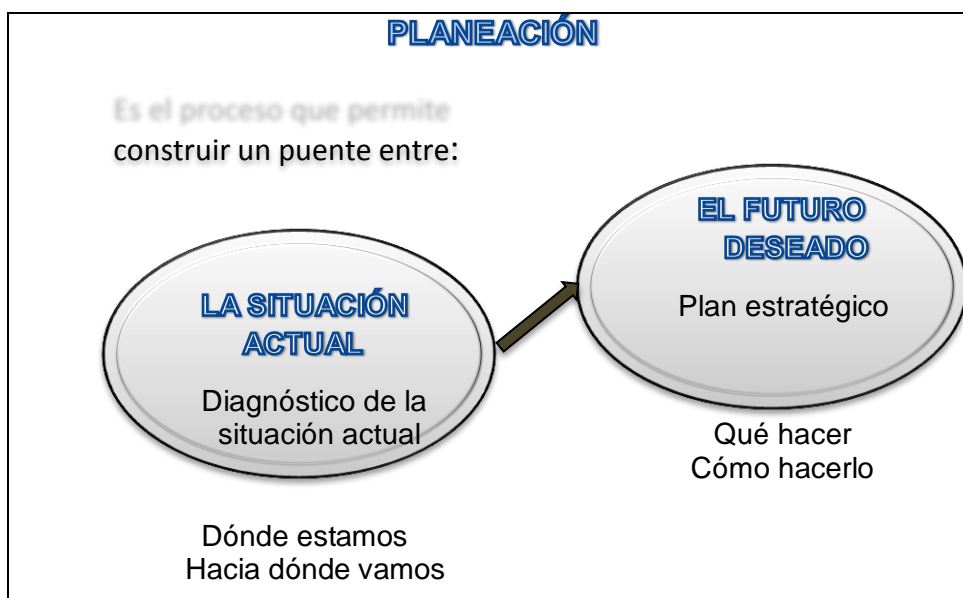 PLANEACIÓN
Es el proceso que permite
construir un puente entre:
EL FUTURO
DESEADO
Plan estratégico
Qué hacer
Cómo hacerlo
LA SITUACIÓN
ACTUAL
Diagnóstico de la
situación actual
Dónde estamos
Hacia dónde vamos